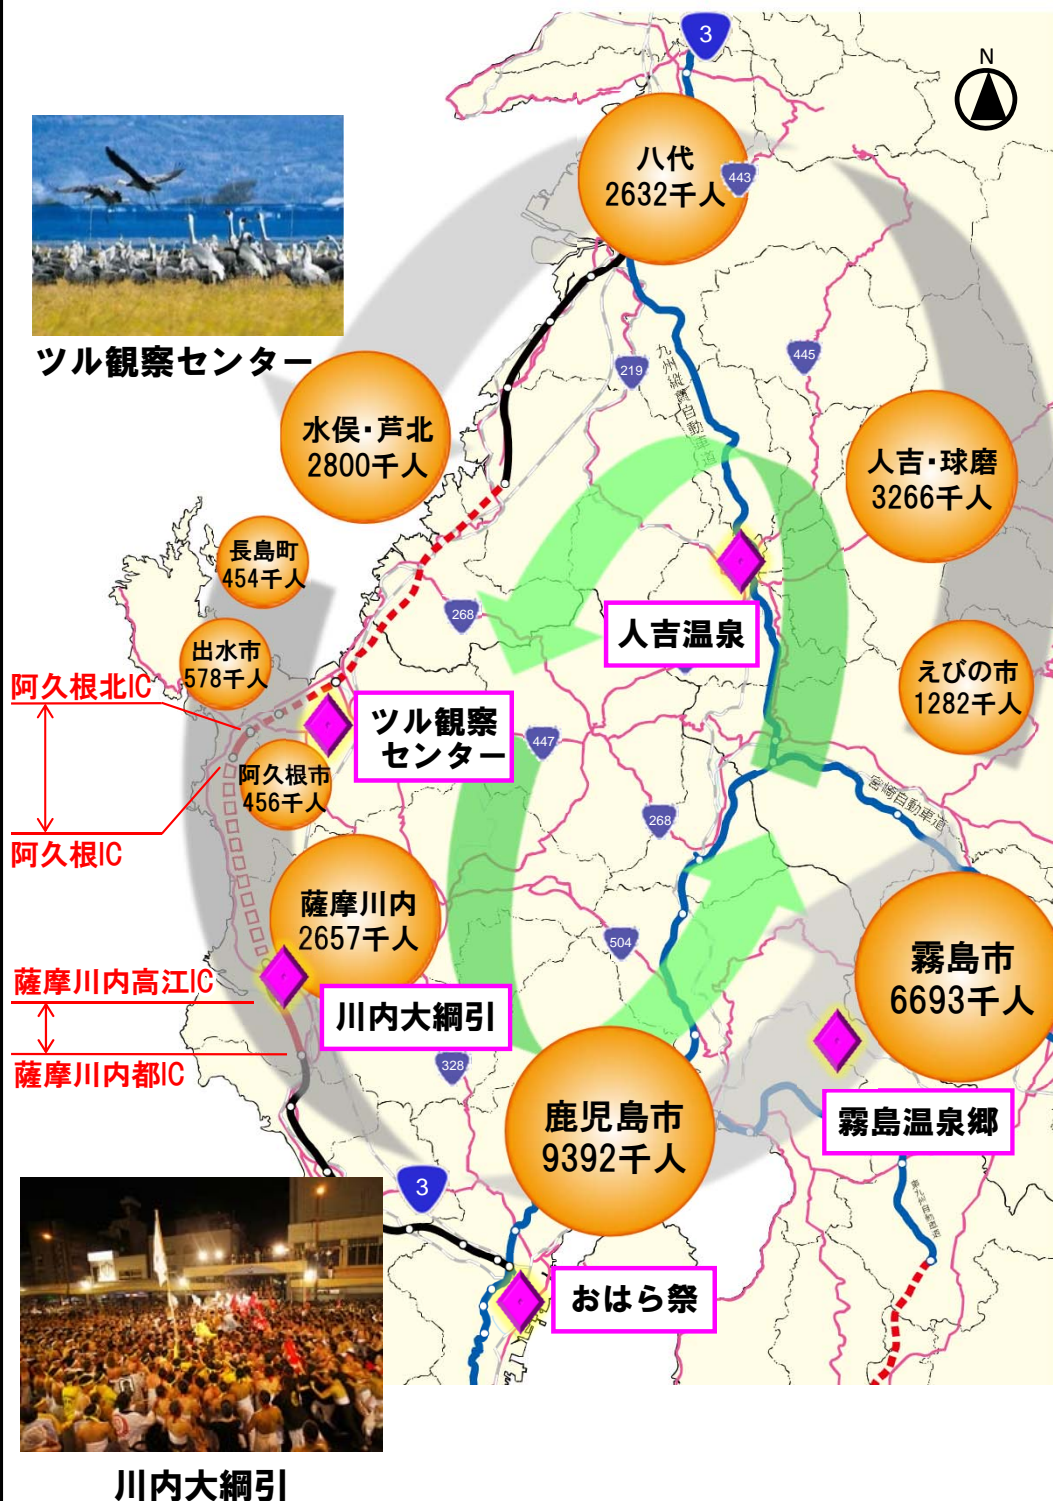 3
N
八代
2632千人
443
ツル観察センター
九州縦貫自動車道
219
445
水俣・芦北
2800千人
人吉・球磨
3266千人
長島町
454千人
268
人吉温泉
出水市
578千人
えびの市
1282千人
阿久根北IC
ツル観察
センター
447
阿久根市
456千人
宮崎自動車道
268
阿久根IC
薩摩川内
2657千人
504
霧島市
6693千人
薩摩川内高江IC
川内大綱引
薩摩川内都IC
328
鹿児島市
9392千人
霧島温泉郷
3
東九州自動車道
おはら祭
川内大綱引